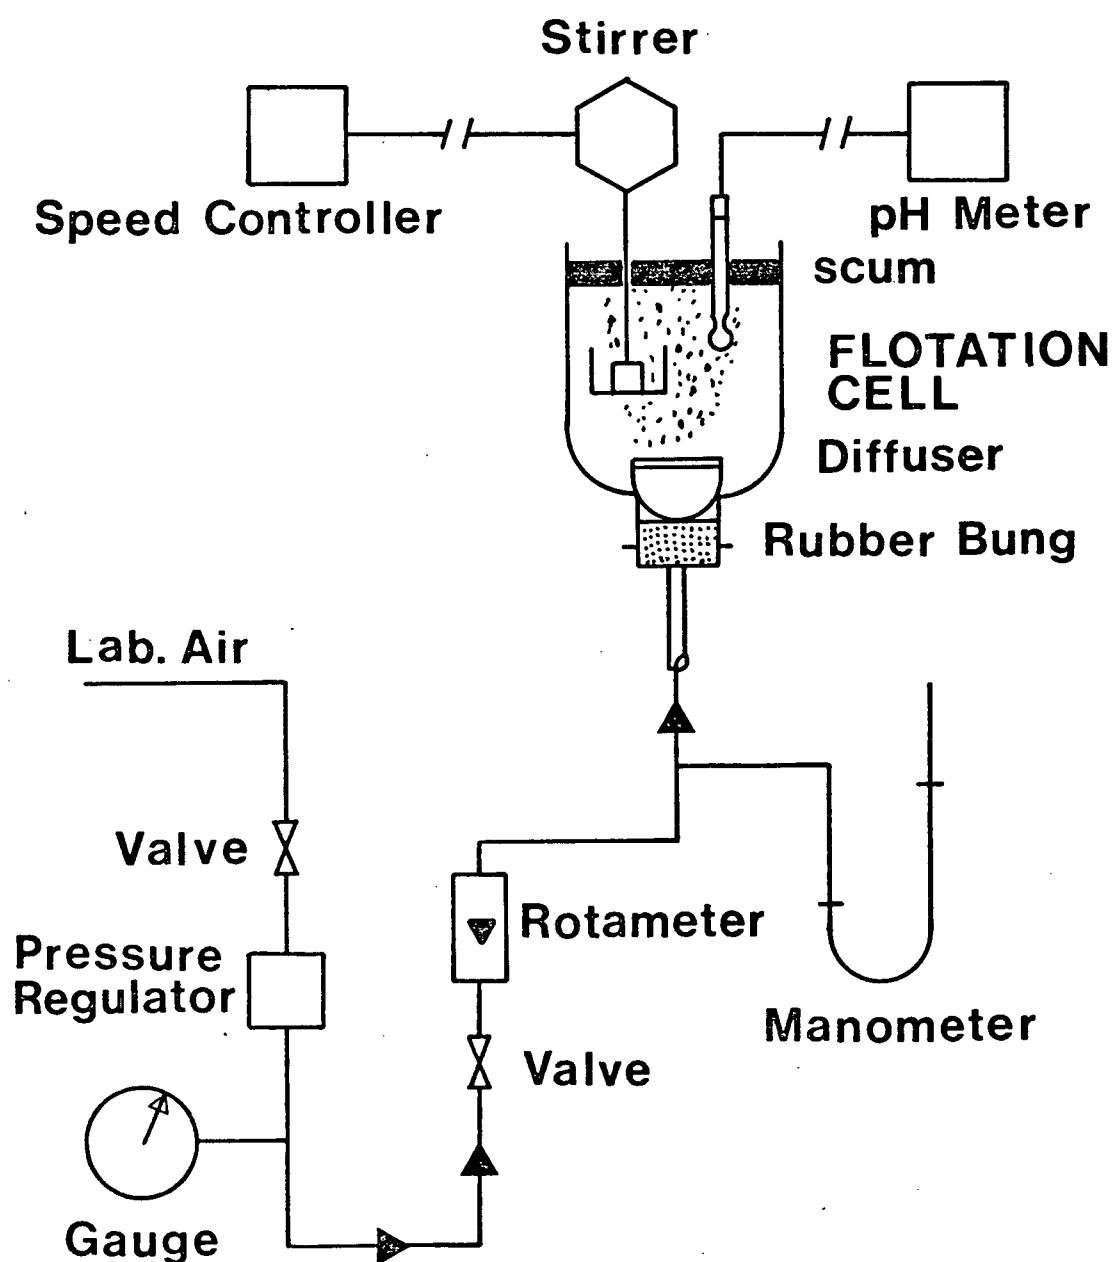 Stirrer
Speed Controller
pH Meter
scum
FLOTATION
CELL
Diffuser
Rubber Bung
Lab. Air
Valve
Rotameter
Pressure
Regulator
Manometer
Valve
Gauge